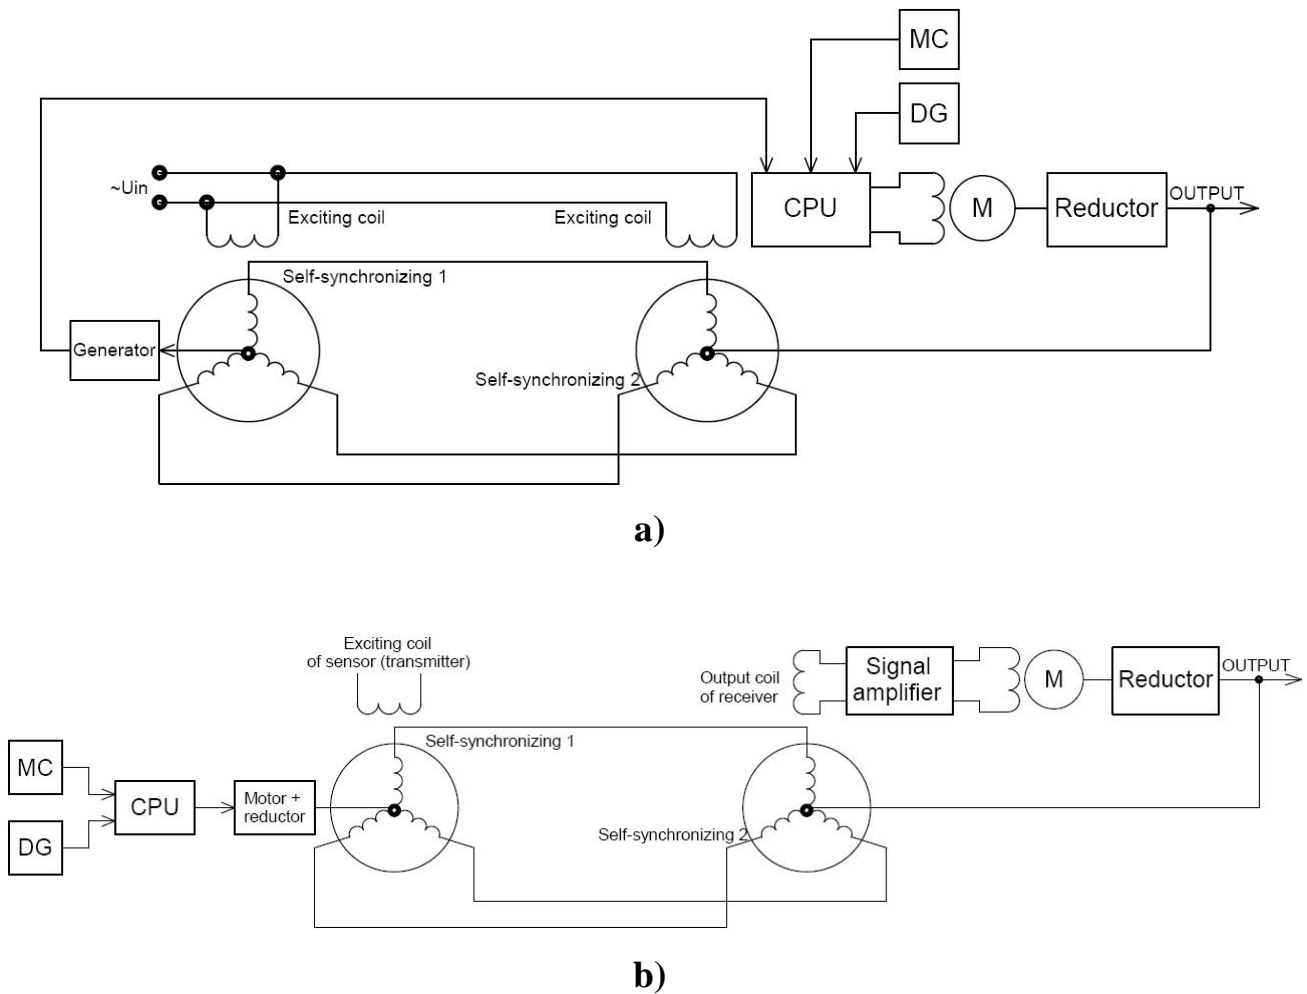 MC
DG
~Uin
Exciting coil
Exciting coil
CPU
M
Reductor
OUTPUT
Self-synchronizing 1
Generator
Self-synchronizing 2
a)
Exciting coil
of sensor (transmitter)
Output coil
of receiver
Signal
amplifier
M
Reductor
OUTPUT
Self-synchronizing 1
MC
CPU
Motor +
reductor
DG
Self-synchronizing 2
b)